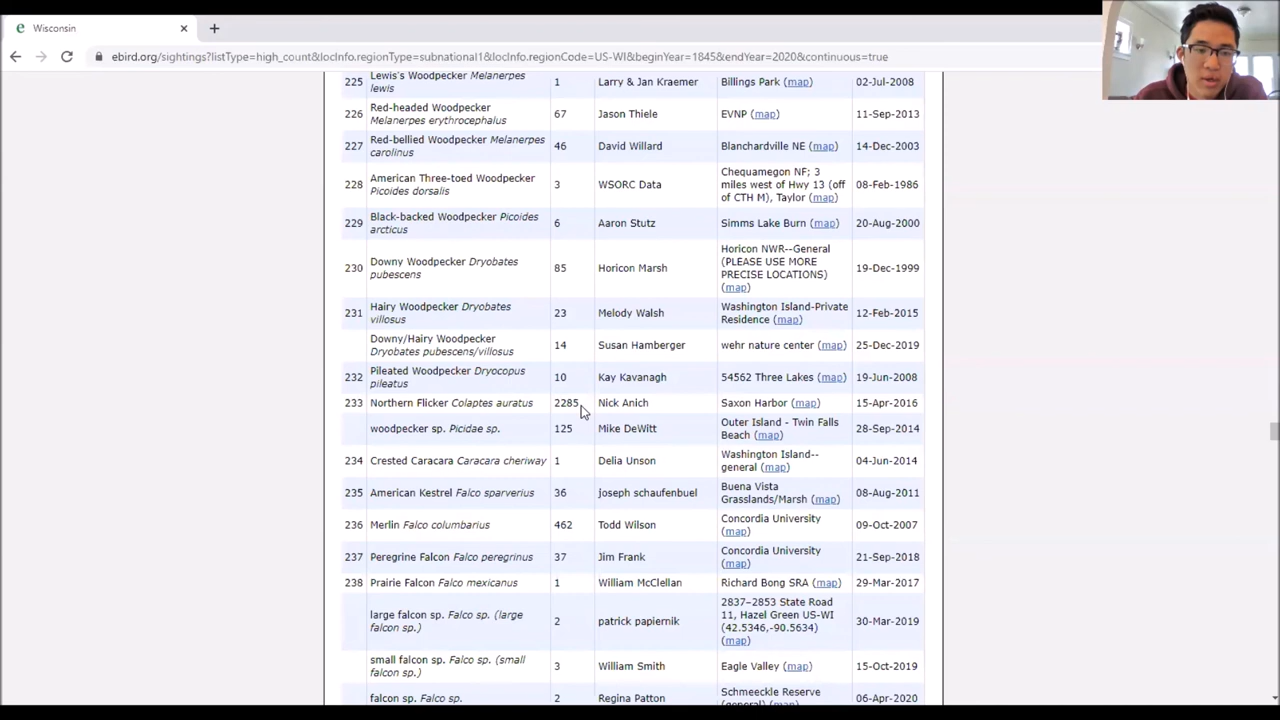 Wisconsin
ebird.org/sightings?listType=high_count&locInfo.regionType=subnational1&locInfo.regionCode=US-WI&beginYear=1845&endYear=2020&continuous=true
225 Lewis's Woodpecker Melanerpes lewis 1 Larry & Jan Kraemer Billings Park (map) 02-Jul-2008
226 Red-headed Woodpecker Melanerpes erythrocephalus 67 Jason Thiele EVNP (map) 11-Sep-2013
227 Red-bellied Woodpecker Melanerpes carolinus 46 David Willard Blanchardville NE (map) 14-Dec-2003
228 American Three-toed Woodpecker Picoides dorsalis 3 WSORC Data Chequamegon NF; 3 miles west of Hwy 13 (off of CTH M), Taylor (map) 08-Feb-1986
229 Black-backed Woodpecker Picoides arcticus 6 Aaron Stutz Simms Lake Burn (map) 20-Aug-2000
230 Downy Woodpecker Dryobates pubescens 85 Horicon Marsh Horicon NWR--General (PLEASE USE MORE PRECISE LOCATIONS) (map) 19-Dec-1999
231 Hairy Woodpecker Dryobates villosus 23 Melody Walsh Washington Island-Private Residence (map) 12-Feb-2015
Downy/Hairy Woodpecker Dryobates pubescens/villosus 14 Susan Hamberger wehr nature center (map) 25-Dec-2019
232 Pileated Woodpecker Dryocopus pileatus 10 Kay Kavanagh 54562 Three Lakes (map) 19-Jun-2008
233 Northern Flicker Colaptes auratus 2285 Nick Anich Saxon Harbor (map) 15-Apr-2016
woodpecker sp. Picidae sp. 125 Mike DeWitt Outer Island - Twin Falls Beach (map) 28-Sep-2014
234 Crested Caracara Caracara cheriway 1 Delia Unson Washington Island--general (map) 04-Jun-2014
235 American Kestrel Falco sparverius 36 joseph schaufenbuel Buena Vista Grasslands/Marsh (map) 08-Aug-2011
236 Merlin Falco columbarius 462 Todd Wilson Concordia University (map) 09-Oct-2007
237 Peregrine Falcon Falco peregrinus 37 Jim Frank Concordia University (map) 21-Sep-2018
238 Prairie Falcon Falco mexicanus 1 William McClellan Richard Bong SRA (map) 29-Mar-2017
large falcon sp. Falco sp. (large falcon sp.) 2 patrick papiernik 2837–2853 State Road 11, Hazel Green US-WI (42.5346,-90.5634) (map) 30-Mar-2019
small falcon sp. Falco sp. (small falcon sp.) 3 William Smith Eagle Valley (map) 15-Oct-2019
falcon sp. Falco sp. 2 Regina Patton Schmeeckle Reserve (general) (map) 06-Apr-2020